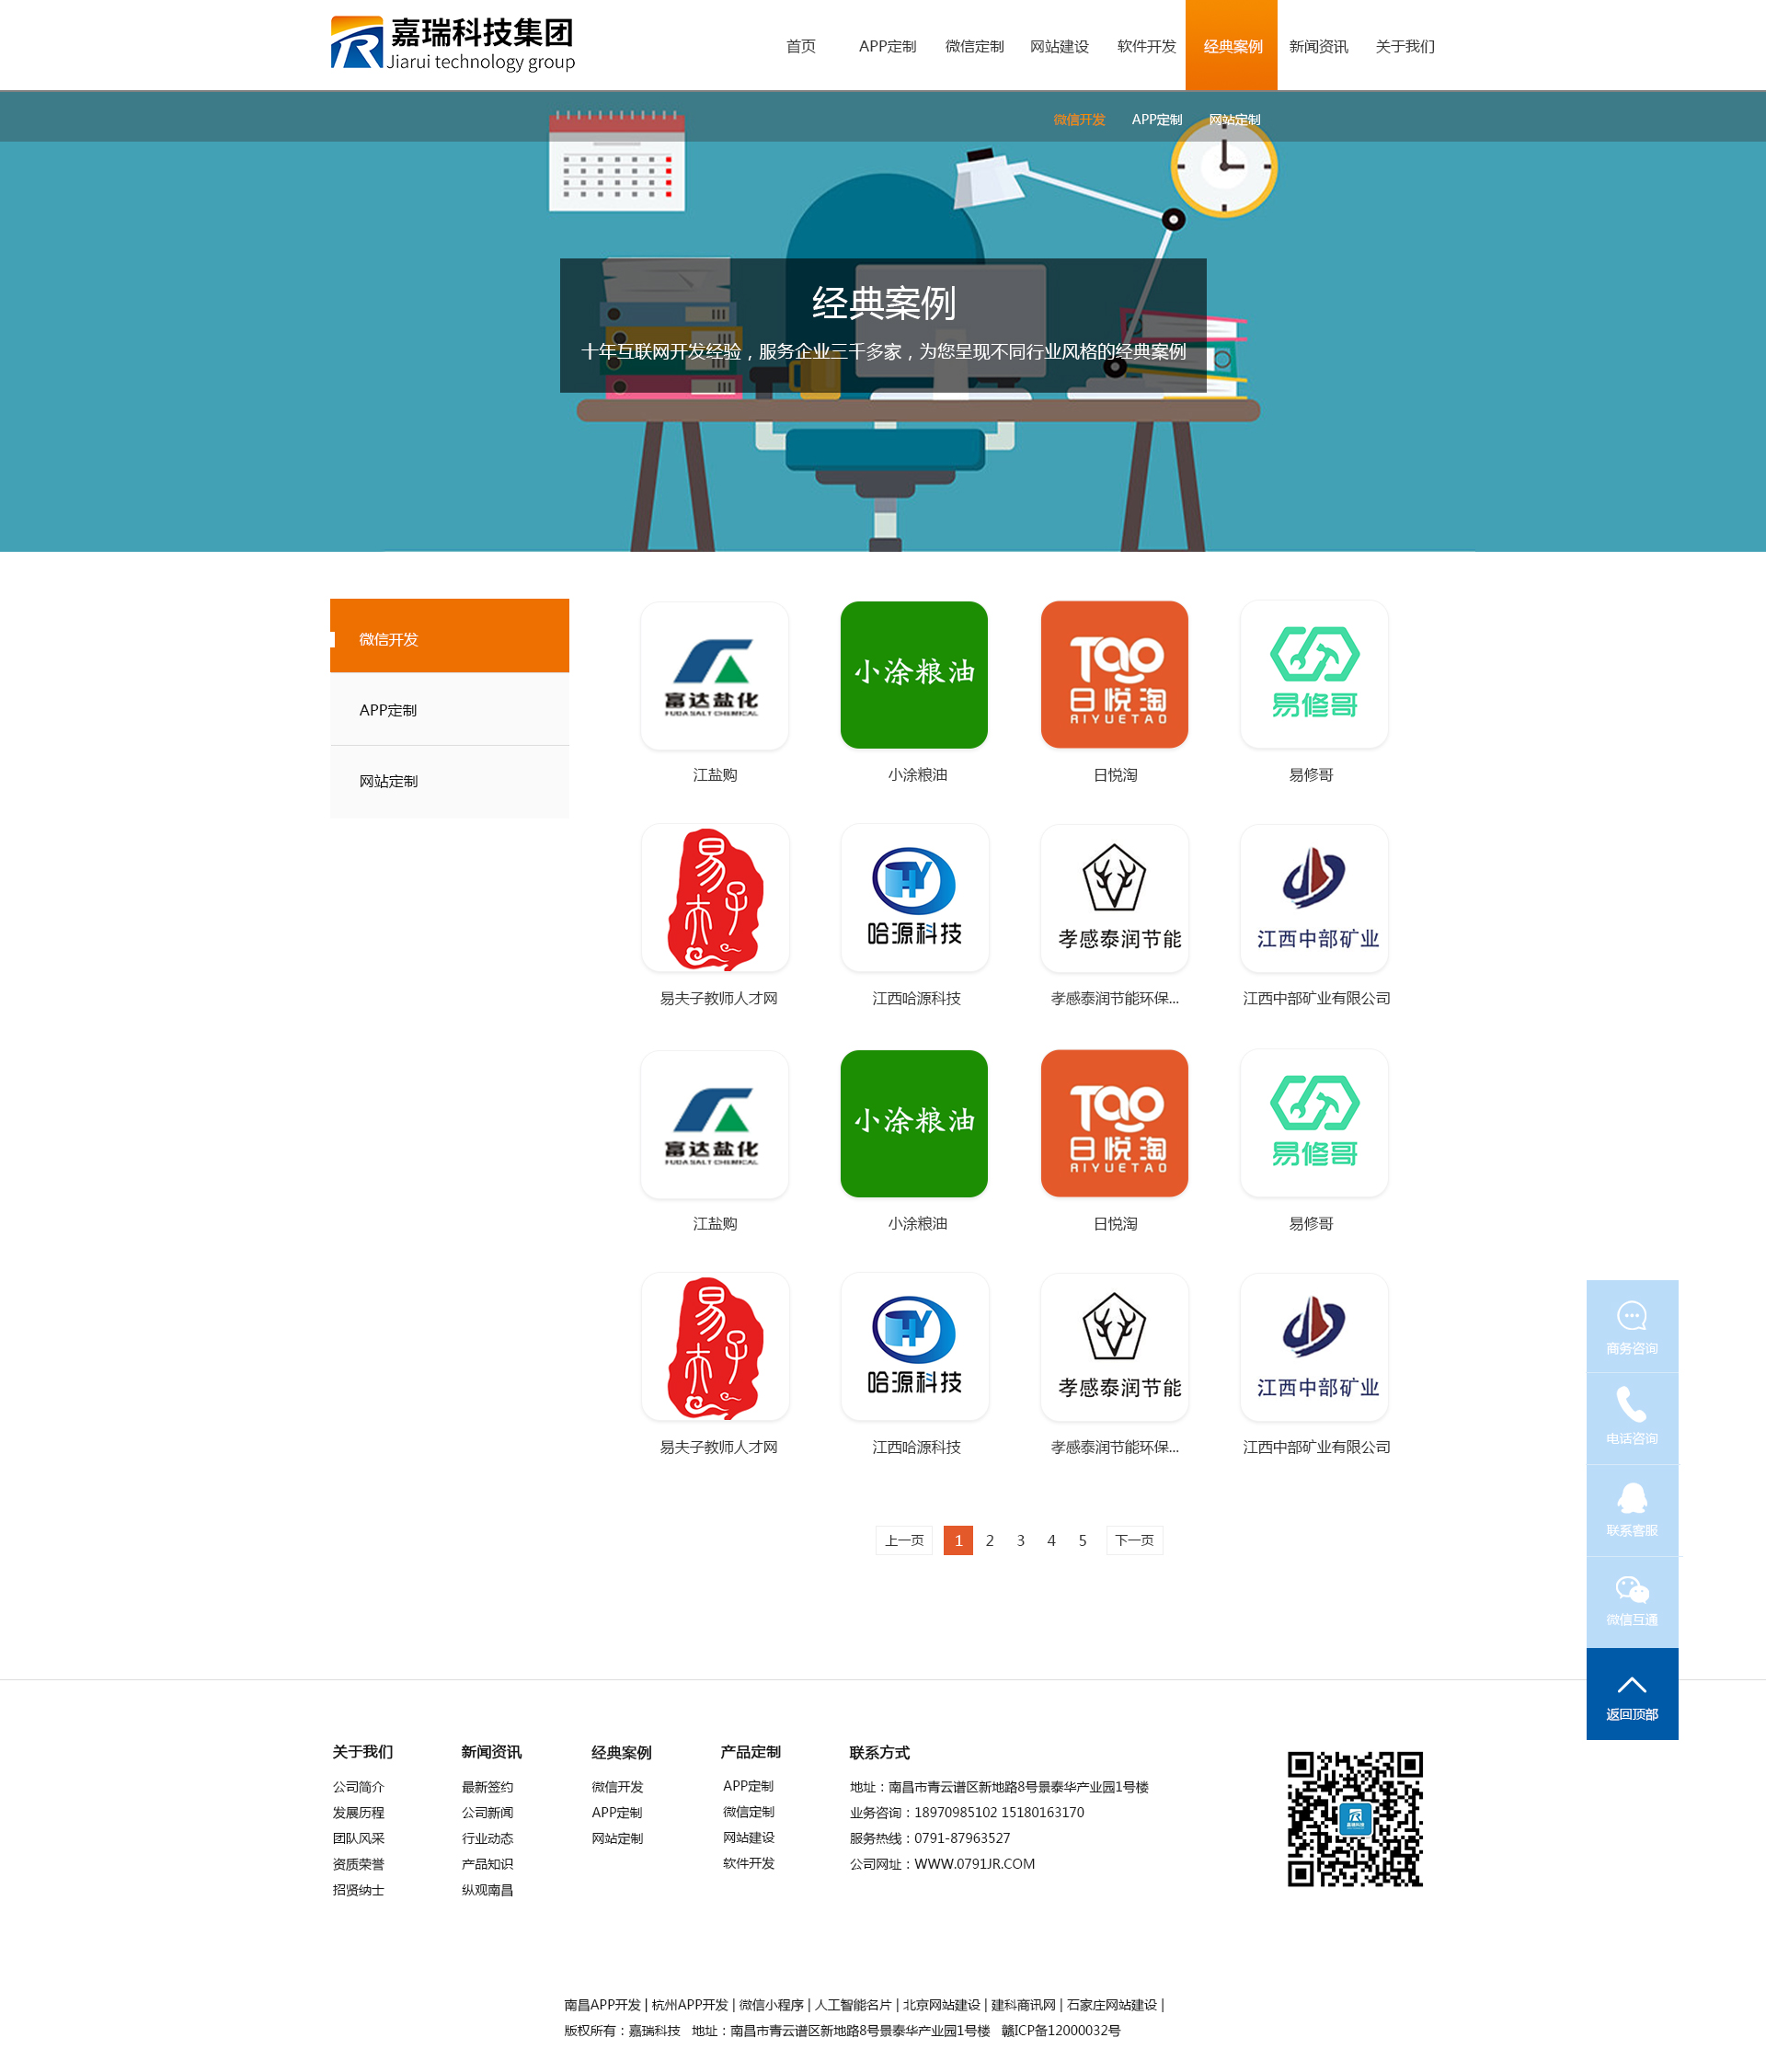 嘉瑞科技集团
Jiarui technology group
首页 APP定制 微信定制 网站建设 软件开发 经典案例 新闻资讯 关于我们
微信开发 APP定制 网站定制
经典案例
十年互联网开发经验，服务企业三千多家，为您呈现不同行业风格的经典案例
微信开发
APP定制
网站定制
富达盐化
FUDA SALT CHEMICAL
小涂粮油
TAO
日悦淘
RIYUETAO
易修哥
江盐购 小涂粮油 日悦淘 易修哥
易夫子
HY
哈源科技
孝感泰润节能
江西中部矿业
易夫子教师人才网 江西哈源科技 孝感泰润节能环保... 江西中部矿业有限公司
富达盐化
FUDA SALT CHEMICAL
小涂粮油
TAO
日悦淘
RIYUETAO
易修哥
江盐购 小涂粮油 日悦淘 易修哥
易夫子
HY
哈源科技
孝感泰润节能
江西中部矿业
易夫子教师人才网 江西哈源科技 孝感泰润节能环保... 江西中部矿业有限公司
上一页 1 2 3 4 5 下一页
商务咨询
电话咨询
联系客服
微信互通
返回顶部
关于我们
公司简介
发展历程
团队风采
资质荣誉
招贤纳士
新闻资讯
最新签约
公司新闻
行业动态
产品知识
纵观南昌
经典案例
微信开发
APP定制
网站定制
产品定制
APP定制
微信定制
网站建设
软件开发
联系方式
地址：南昌市青云谱区新地路8号景泰华产业园1号楼
业务咨询：18970985102 15180163170
服务热线：0791-87963527
公司网址：WWW.0791JR.COM
嘉瑞科技
南昌APP开发 | 杭州APP开发 | 微信小程序 | 人工智能名片 | 北京网站建设 | 建科商讯网 | 石家庄网站建设 |
版权所有：嘉瑞科技 地址：南昌市青云谱区新地路8号景泰华产业园1号楼 赣ICP备12000032号